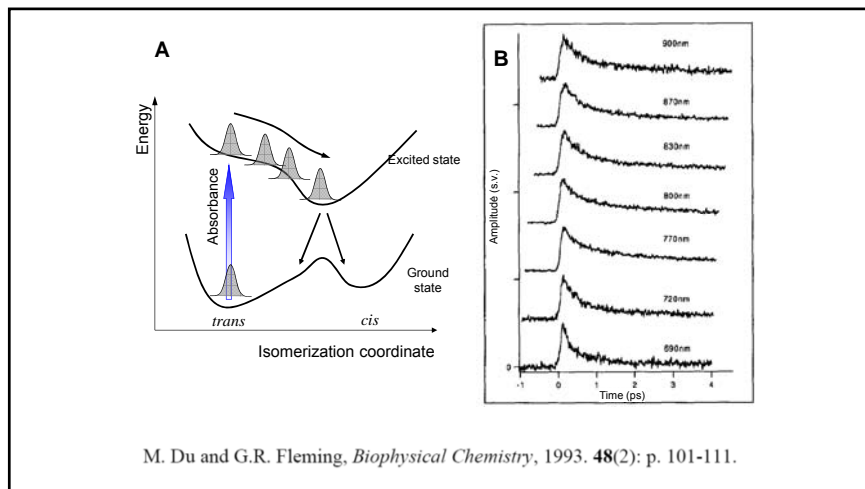 A
Energy
Absorbance
Excited state
Ground
state
trans
cis
Isomerization coordinate
B
Amplitude (s.v.)
900nm
870nm
830nm
800nm
770nm
720nm
690nm
0
-1
0
1
2
3
4
Time (ps)
M. Du and G.R. Fleming, Biophysical Chemistry, 1993. 48(2): p. 101-111.